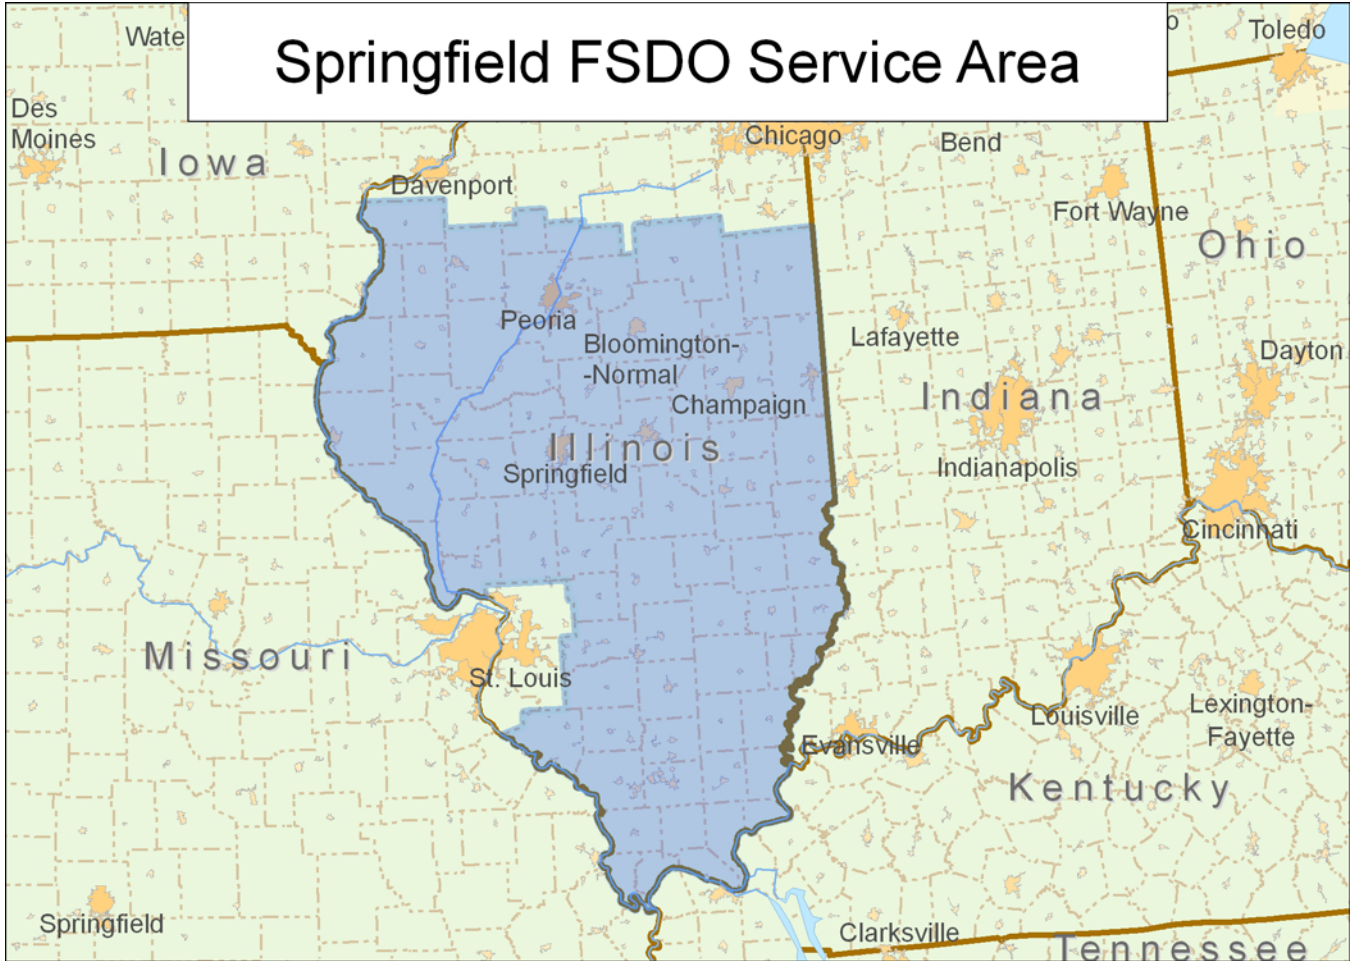 Springfield FSDO Service Area
Wate
o
Toledo
Des
Moines
Iowa
Chicago
Bend
Davenport
Fort Wayne
Ohio
Peoria
Bloomington-
-Normal
Lafayette
Dayton
Champaign
Indiana
Illinois
Springfield
Indianapolis
Cincinnati
Missouri
St. Louis
Louisville
Lexington-
Fayette
Evansville
Kentucky
Springfield
Clarksville
Tennessee